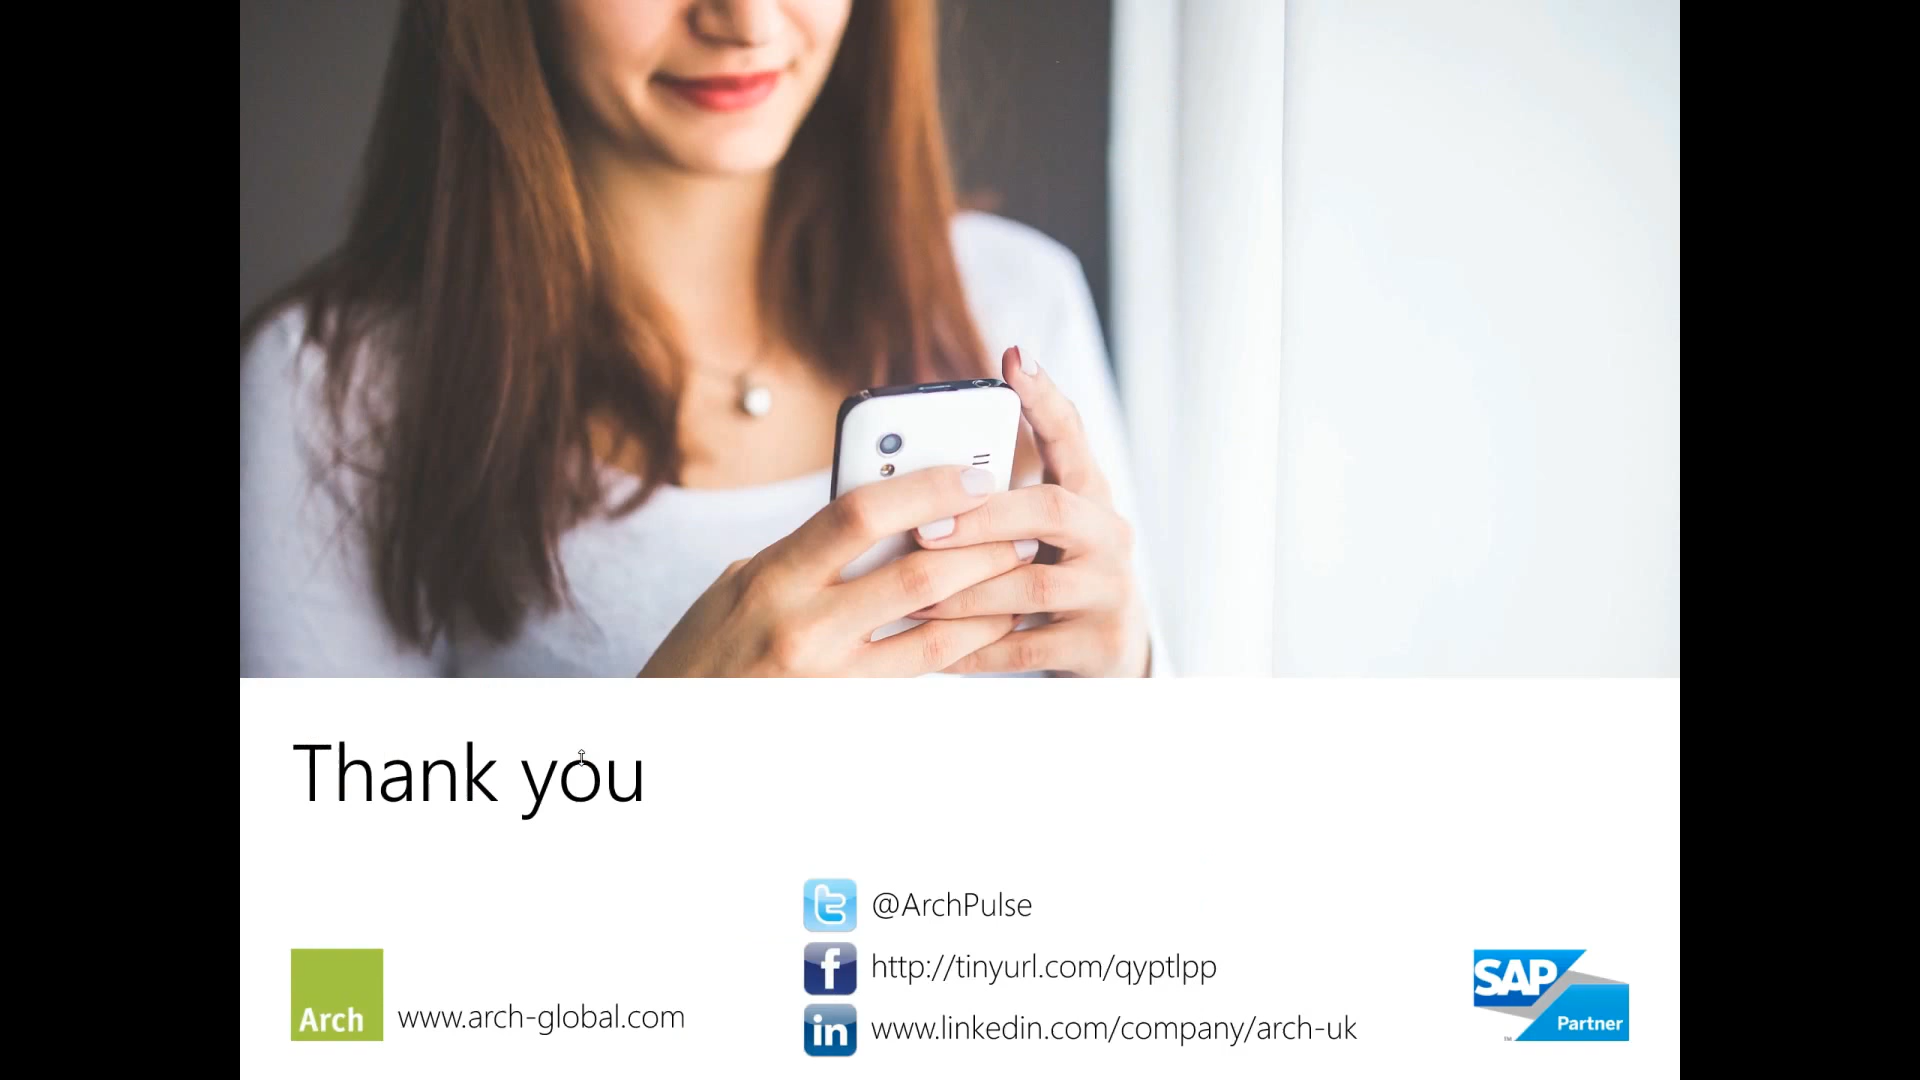 Thank you
@ArchPulse
http://tinyurl.com/qyptlpp
www.linkedin.com/company/arch-uk
Arch
www.arch-global.com
SAP
Partner